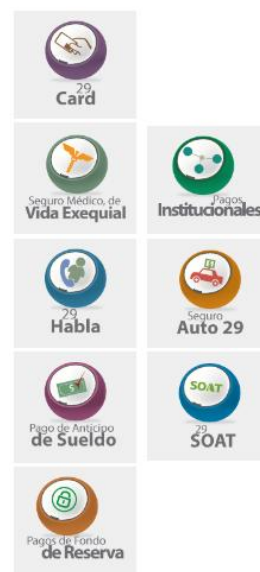 29
Card
Seguro Médico, de
Vida Exequial
Pagos
Institucionales
29
Habla
Seguro
Auto 29
Pago de Anticipo
de Sueldo
SOAT
29
SOAT
Pagos de Fondo
de Reserva